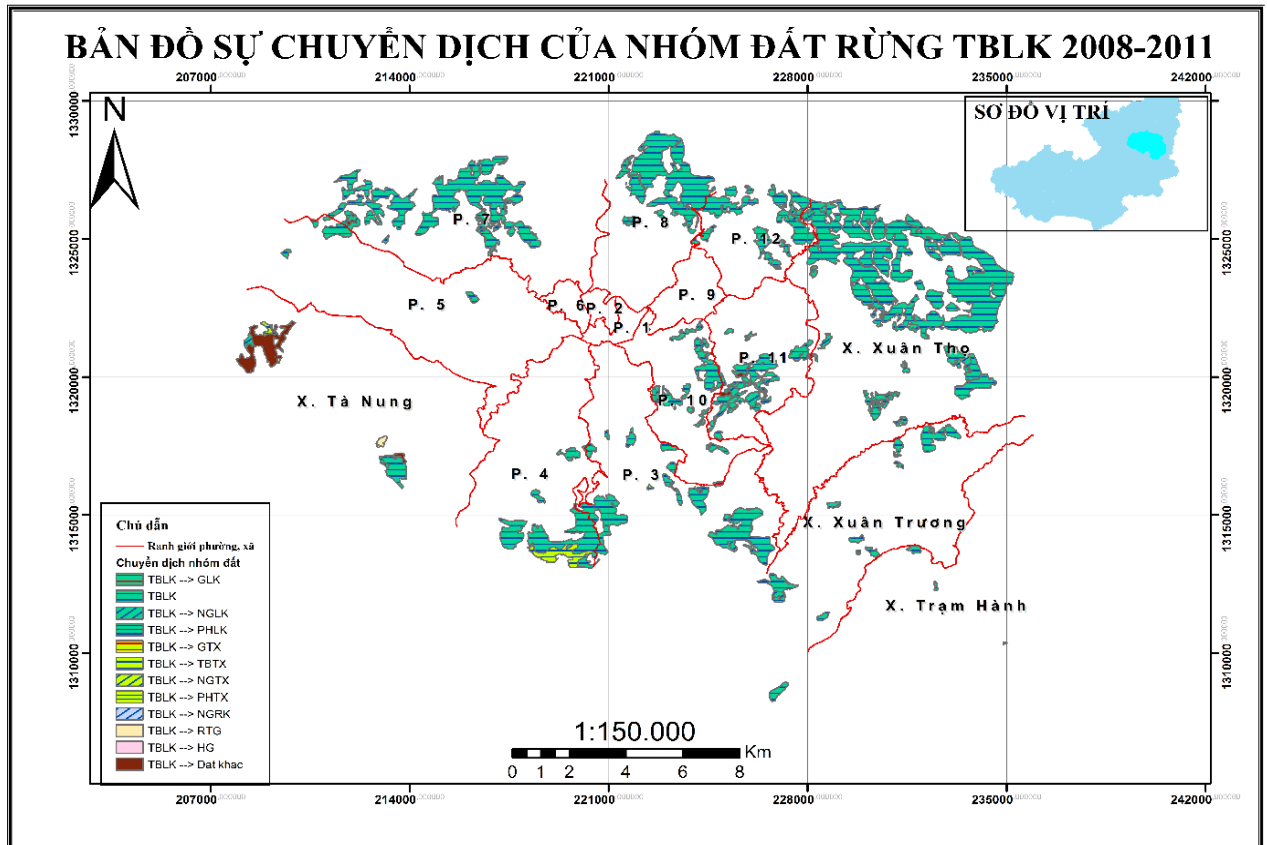 BẢN ĐỒ SỰ CHUYỂN DỊCH CỦA NHÓM ĐẤT RỪNG TBLK 2008-2011
207000 214000 221000 228000 235000 242000
N
SƠ ĐỒ VỊ TRÍ
1330000
1325000 1325000
1320000 1320000
1315000 1315000
1310000 1310000
P. 7
P. 8
P. 12
P. 5
P. 6
P. 2
P. 9
P. 1
X. Xuân Thọ
P. 11
X. Tà Nung
P. 10
P. 4
P. 3
X. Xuân Trương
X. Trạm Hành
Chú dẫn
Ranh giới phường, xã
Chuyển dịch nhóm đất
TBLK --> GLK
TBLK
TBLK --> NGLK
TBLK --> PHLK
TBLK --> GTX
TBLK --> TBTX
TBLK --> NGTX
TBLK --> PHTX
TBLK --> NGRK
TBLK --> RTG
TBLK --> HG
TBLK --> Dat khac
1:150.000
Km
0 1 2 4 6 8
207000 214000 221000 228000 235000 242000